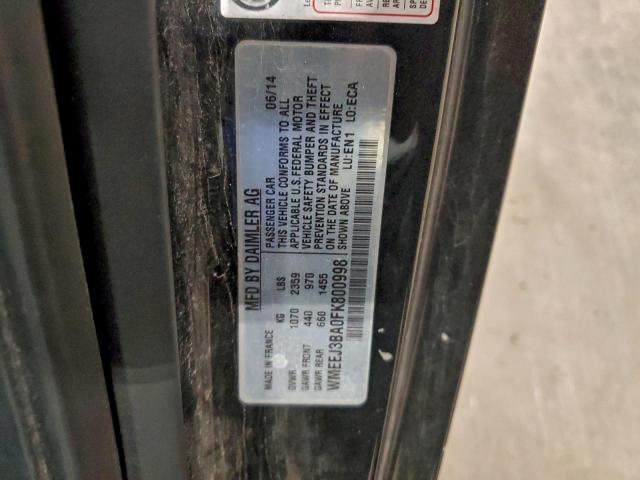 MFD BY DAIMLER AG
MADE IN FRANCE
PASSENGER CAR 06/14
KG LBS
GVWR 1070 2359
GAWR FRONT 440 970
GAWR REAR 660 1455
THIS VEHICLE CONFORMS TO ALL
APPLICABLE U.S.FEDERAL MOTOR
VEHICLE SAFETY BUMPER AND THEFT
PREVENTION STANDARDS IN EFFECT
ON THE DATE OF MANUFACTURE
SHOWN ABOVE LU:EN1 LO:ECA
WMEEJ3BA0FK800998